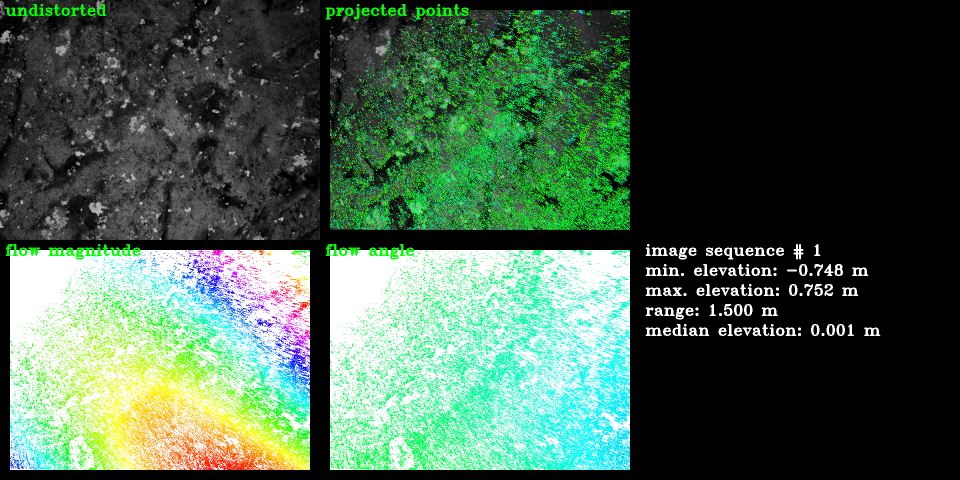 undistorted
projected points
flow magnitude
flow angle
image sequence # 1
min. elevation: -0.748 m
max. elevation: 0.752 m
range: 1.500 m
median elevation: 0.001 m